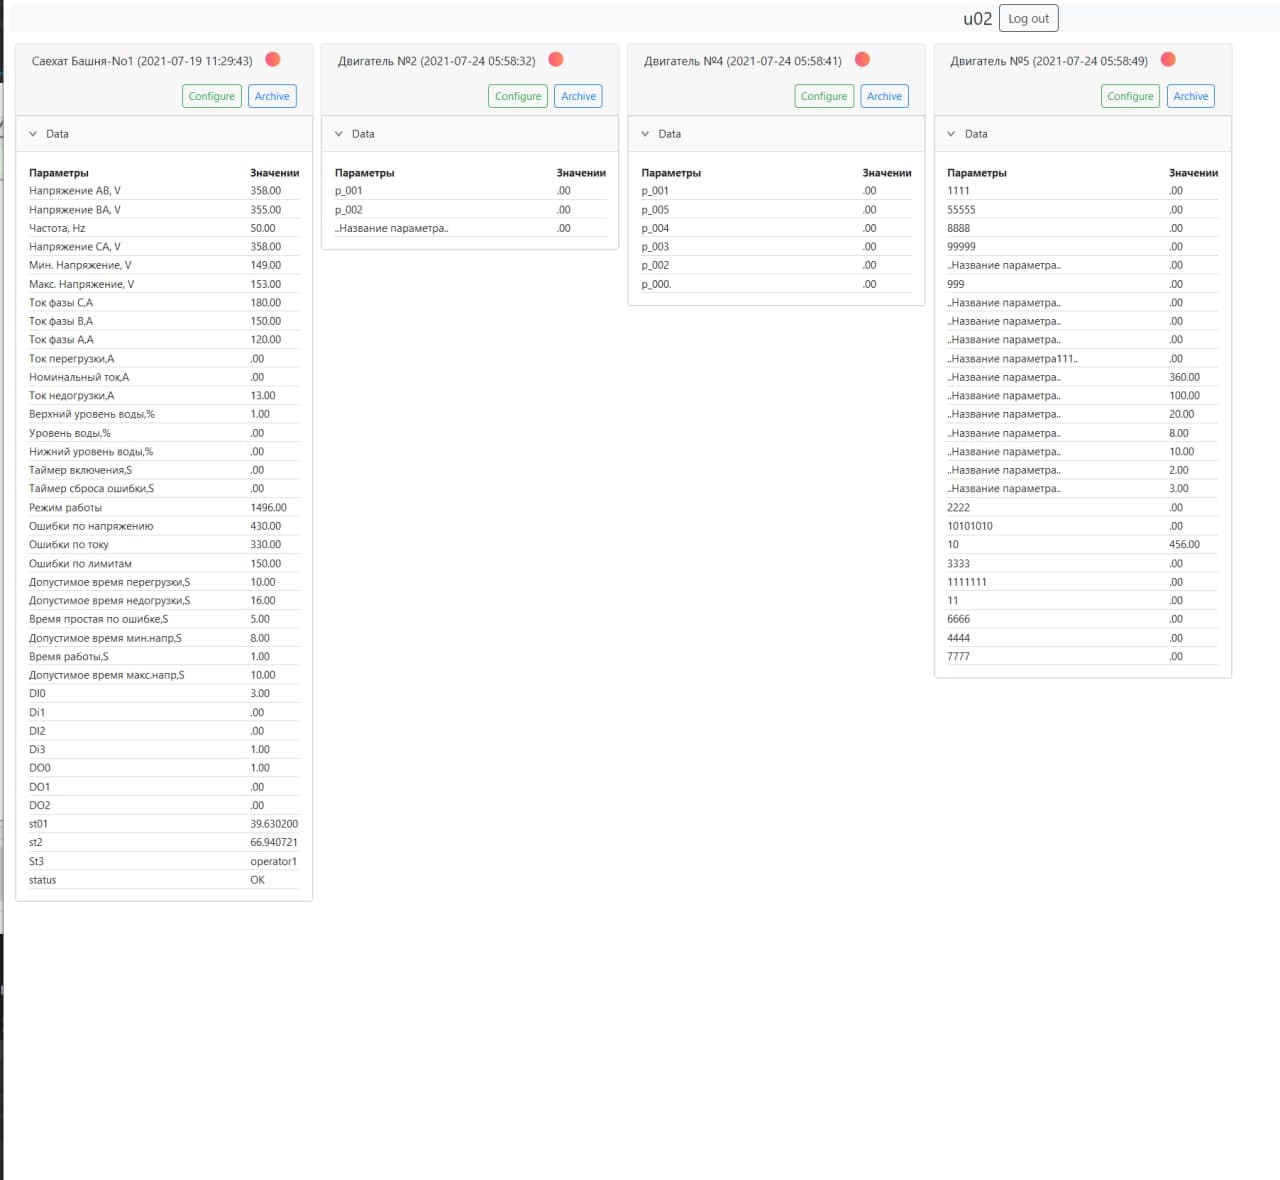 u02 Log out
Саехат Башня-No1 (2021-07-19 11:29:43)
Configure Archive
Data
Параметры Значении
Напряжение AB, V 358.00
Напряжение BA, V 355.00
Частота, Hz 50.00
Напряжение CA, V 358.00
Мин. Напряжение, V 149.00
Макс. Напряжение, V 153.00
Ток фазы C,A 180.00
Ток фазы B,A 150.00
Ток фазы A,A 120.00
Ток перегрузки,A .00
Номинальный ток,A .00
Ток недогрузки,A 13.00
Верхний уровень воды,% 1.00
Уровень воды,% .00
Нижний уровень воды,% .00
Таймер включения,S .00
Таймер сброса ошибки,S .00
Режим работы 1496.00
Ошибки по напряжению 430.00
Ошибки по току 330.00
Ошибки по лимитам 150.00
Допустимое время перегрузки,S 10.00
Допустимое время недогрузки,S 16.00
Время простая по ошибке,S 5.00
Допустимое время мин.напр,S 8.00
Время работы,S 1.00
Допустимое время макс.напр,S 10.00
DI0 3.00
Di1 .00
DI2 .00
Di3 1.00
DO0 1.00
DO1 .00
DO2 .00
st01 39.630200
st2 66.940721
St3 operator1
status OK
Двигатель №2 (2021-07-24 05:58:32)
Configure Archive
Data
Параметры Значении
p_001 .00
p_002 .00
..Название параметра.. .00
Двигатель №4 (2021-07-24 05:58:41)
Configure Archive
Data
Параметры Значении
p_001 .00
p_005 .00
p_004 .00
p_003 .00
p_002 .00
p_000. .00
Двигатель №5 (2021-07-24 05:58:49)
Configure Archive
Data
Параметры Значении
1111 .00
55555 .00
8888 .00
99999 .00
..Название параметра.. .00
999 .00
..Название параметра.. .00
..Название параметра.. .00
..Название параметра.. .00
..Название параметра111.. .00
..Название параметра.. 360.00
..Название параметра.. 100.00
..Название параметра.. 20.00
..Название параметра.. 8.00
..Название параметра.. 10.00
..Название параметра.. 2.00
..Название параметра.. 3.00
2222 .00
10101010 .00
10 456.00
3333 .00
1111111 .00
11 .00
6666 .00
4444 .00
7777 .00